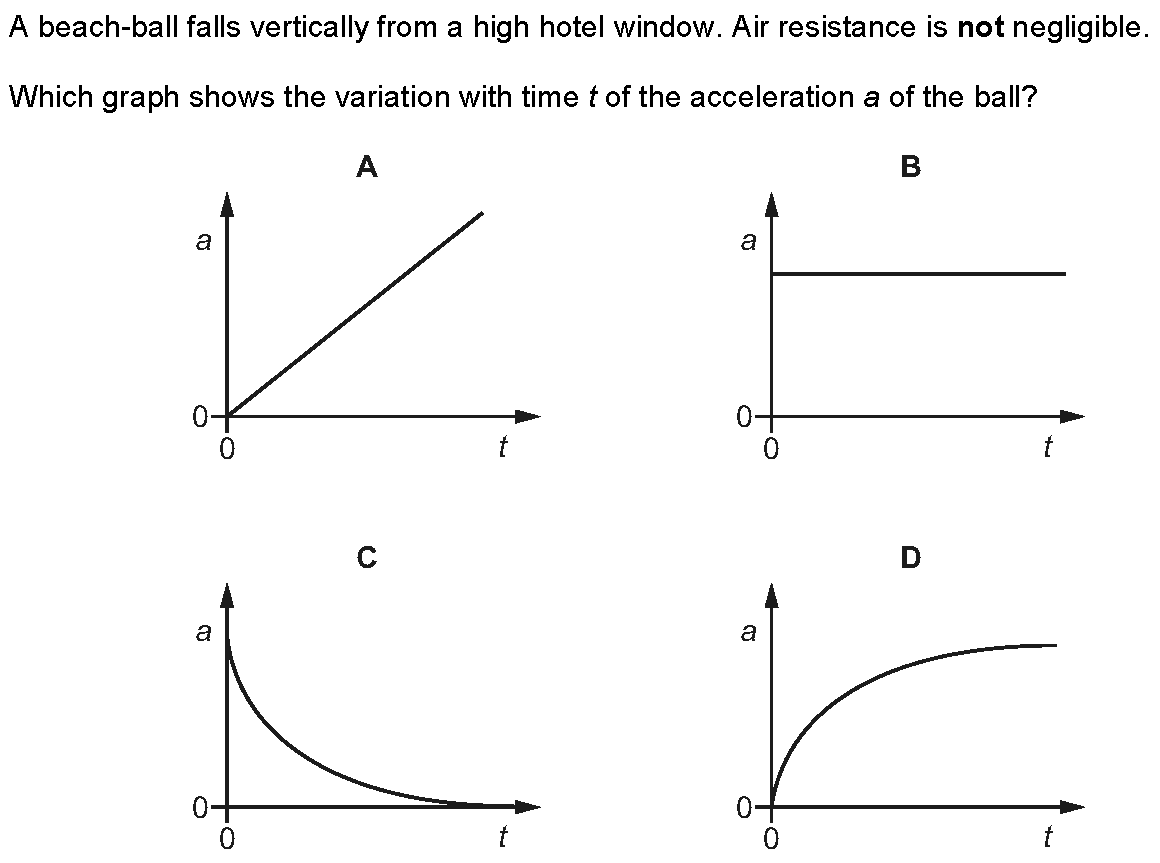 A beach-ball falls vertically from a high hotel window. Air resistance is not negligible.
Which graph shows the variation with time t of the acceleration a of the ball?
A
a
0
0
t
B
a
0
0
t
C
a
0
0
t
D
a
0
0
t